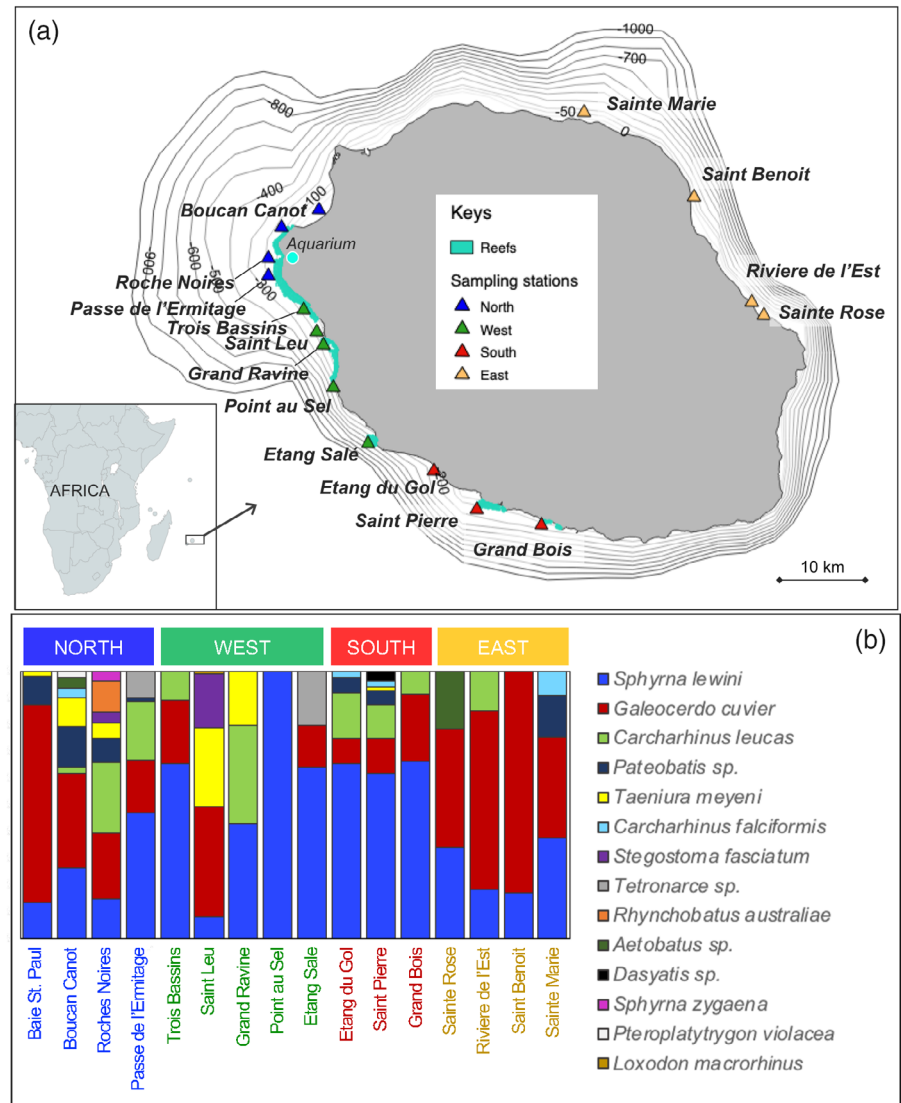 (a)
-1000
-700
-800
-50
Sainte Marie
0
Saint Benoit
-400
-100
Boucan Canot
Keys
Reefs
Aquarium
-600
-900
Roche Noires
Sampling stations
Riviere de l'Est
Passe de l'Ermitage
North
Sainte Rose
Trois Bassins
West
Saint Leu
South
Grand Ravine
East
Point au Sel
Etang Salé
AFRICA
Etang du Gol
Saint Pierre
Grand Bois
10 km
(b)
NORTH WEST SOUTH EAST
Sphyrna lewini
Galeocerdo cuvier
Carcharhinus leucas
Pateobatis sp.
Taeniura meyeni
Carcharhinus falciformis
Stegostoma fasciatum
Tetronarce sp.
Rhynchobatus australiae
Aetobatus sp.
Dasyatis sp.
Sphyrna zygaena
Pteroplatytrygon violacea
Loxodon macrorhinus
Baie St. Paul
Boucan Canot
Roches Noires
Passe de l'Ermitage
Trois Bassins
Saint Leu
Grand Ravine
Point au Sel
Etang Sale
Etang du Gol
Saint Pierre
Grand Bois
Sainte Rose
Riviere de l'Est
Saint Benoit
Sainte Marie